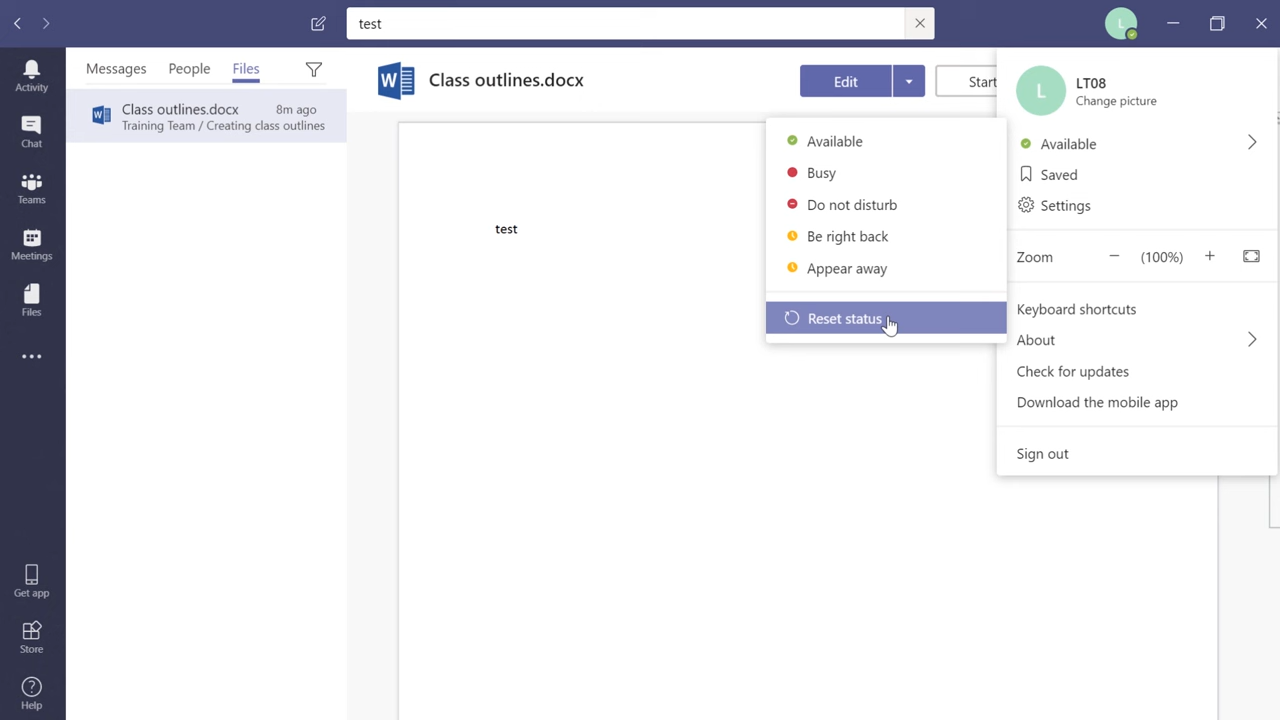 test
L
Activity
Chat
Teams
Meetings
Files
Get app
Store
Help
Messages People Files
Class outlines.docx 8m ago
Training Team / Creating class outlines
W Class outlines.docx
Edit
Start
test
Available
Busy
Do not disturb
Be right back
Appear away
Reset status
L
LT08
Change picture
Available
Saved
Settings
Zoom − (100%) +
Keyboard shortcuts
About
Check for updates
Download the mobile app
Sign out